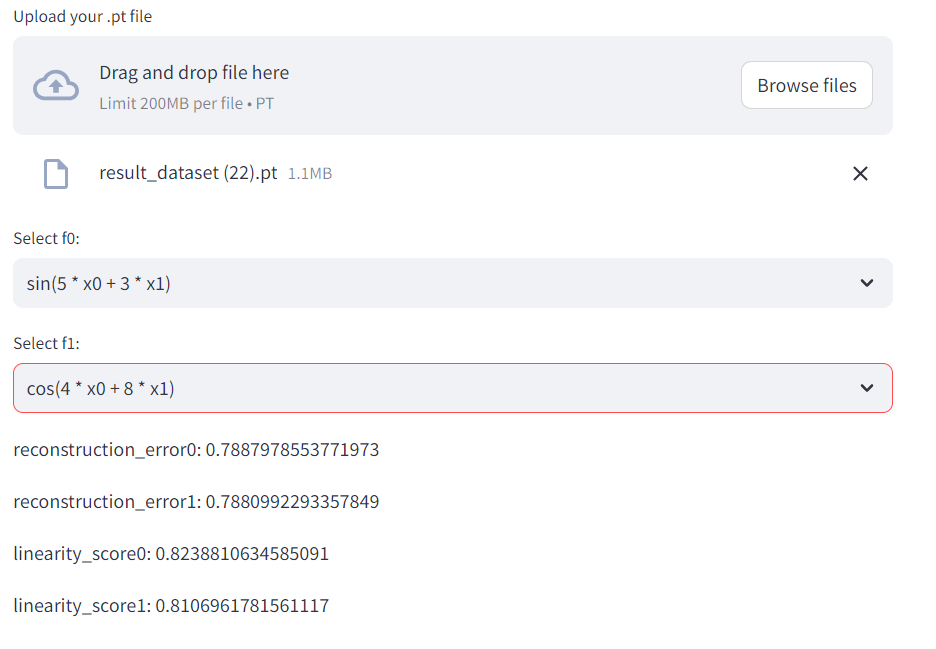 Upload your .pt file
Drag and drop file here
Limit 200MB per file • PT
Browse files
result_dataset (22).pt 1.1MB
Select f0:
sin(5 * x0 + 3 * x1)
Select f1:
cos(4 * x0 + 8 * x1)
reconstruction_error0: 0.7887978553771973
reconstruction_error1: 0.7880992293357849
linearity_score0: 0.8238810634585091
linearity_score1: 0.8106961781561117